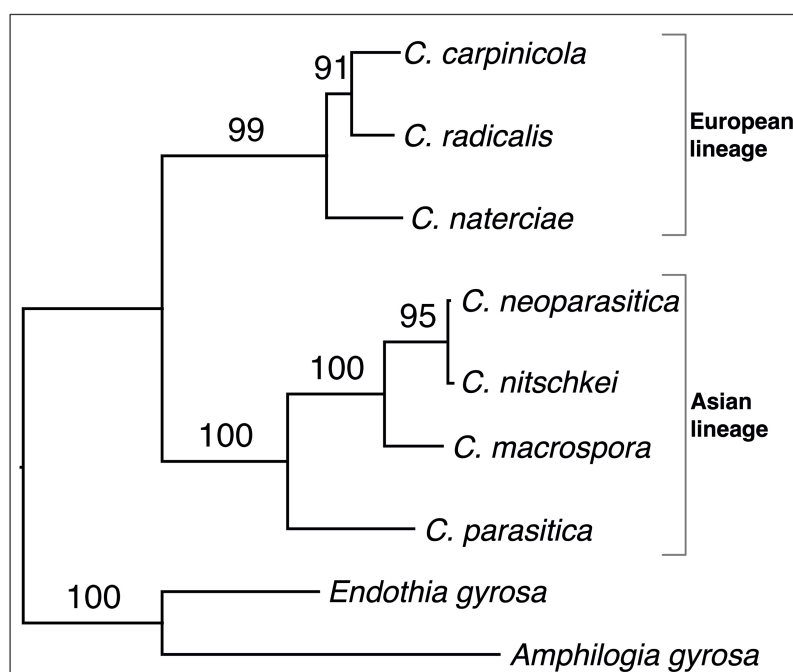 C. carpinicola
91
European
lineage
99
C. radicalis
C. naterciae
C. neoparasitica
95
C. nitschkei
100
Asian
lineage
100
C. macrospora
C. parasitica
Endothia gyrosa
100
Amphilogia gyrosa